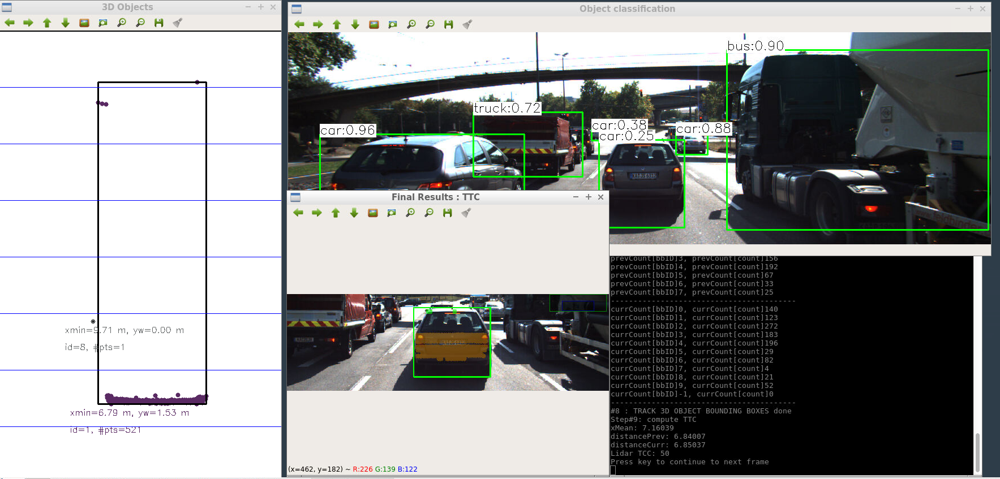 3D Objects
xmin=9.71 m, yw=0.00 m
id=8, #pts=1
xmin=6.79 m, yw=1.53 m
id=1, #pts=521
Object classification
bus:0.90
truck:0.72
car:0.96
car:0.38
car:0.25
car:0.88
Final Results : TTC
(x=462, y=182) ~ R:226 G:139 B:122
prevCount[bbID]3, prevCount[count]156
prevCount[bbID]4, prevCount[count]192
prevCount[bbID]5, prevCount[count]67
prevCount[bbID]6, prevCount[count]33
prevCount[bbID]7, prevCount[count]25
-----------------------------------------
currCount[bbID]0, currCount[count]140
currCount[bbID]1, currCount[count]123
currCount[bbID]2, currCount[count]272
currCount[bbID]3, currCount[count]183
currCount[bbID]4, currCount[count]196
currCount[bbID]5, currCount[count]29
currCount[bbID]6, currCount[count]82
currCount[bbID]7, currCount[count]4
currCount[bbID]8, currCount[count]21
currCount[bbID]9, currCount[count]52
currCount[bbID]-1, currCount[count]0
-----------------------------------------
#8 : TRACK 3D OBJECT BOUNDING BOXES done
Step#9: compute TTC
xMean: 7.16039
distancePrev: 6.84007
distanceCurr: 6.85037
Lidar TCC: 50
Press key to continue to next frame